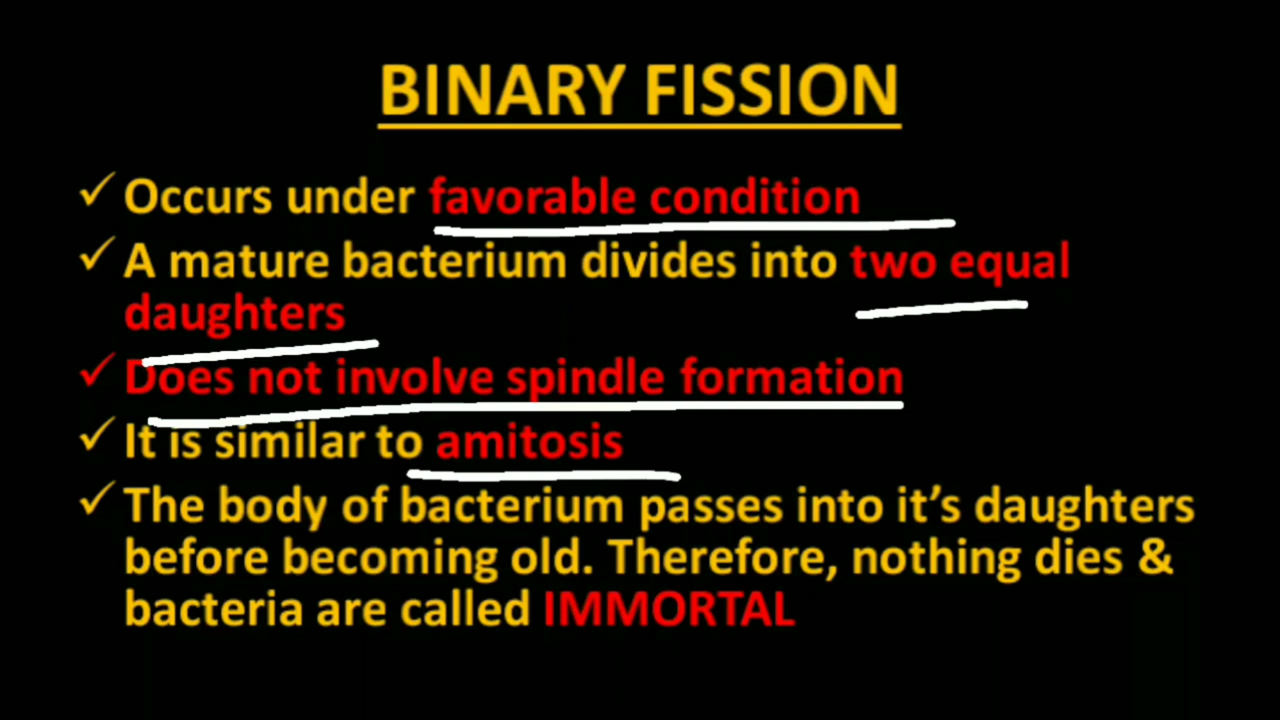 BINARY FISSION
✓ Occurs under favorable condition
✓ A mature bacterium divides into two equal
daughters
✓ Does not involve spindle formation
✓ It is similar to amitosis
✓ The body of bacterium passes into it’s daughters
before becoming old. Therefore, nothing dies &
bacteria are called IMMORTAL